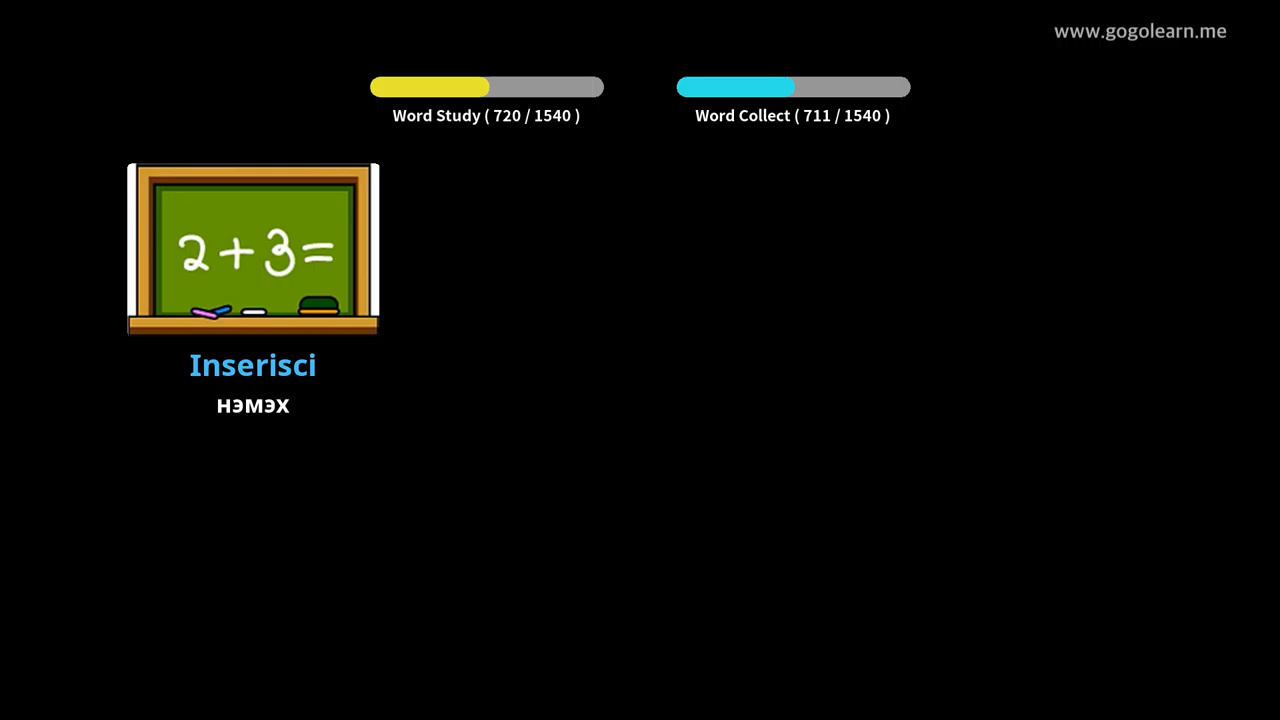 www.gogolearn.me
Word Study ( 720 / 1540 )
Word Collect ( 711 / 1540 )
2+3=
Inserisci
нэмэх